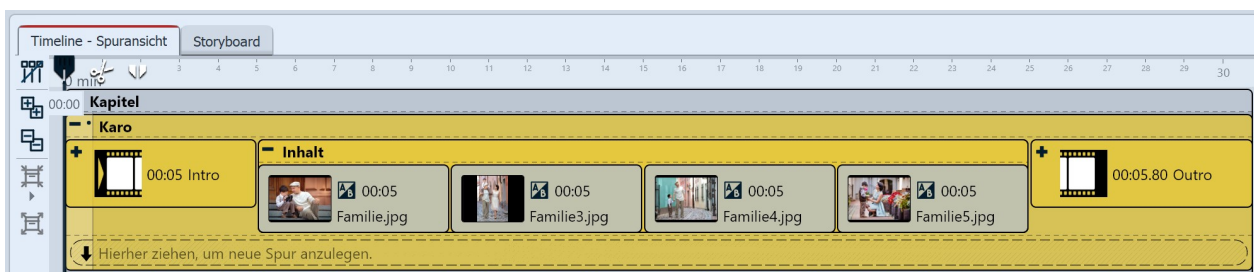 Timeline - Spuransicht Storyboard
0 min 3 4 5 6 7 8 9 10 11 12 13 14 15 16 17 18 19 20 21 22 23 24 25 26 27 28 29 30
00:00 Kapitel
Karo
Inhalt
00:05 Intro
00:05
Familie.jpg
00:05
Familie3.jpg
00:05
Familie4.jpg
00:05
Familie5.jpg
00:05.80 Outro
Hierher ziehen, um neue Spur anzulegen.